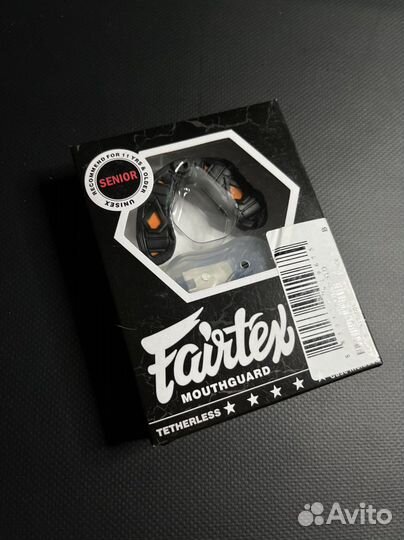 RECOMMEND FOR 11 YRS & OLDER
SENIOR
UNISEX
Fairtex
MOUTHGUARD
TETHERLESS
Avito